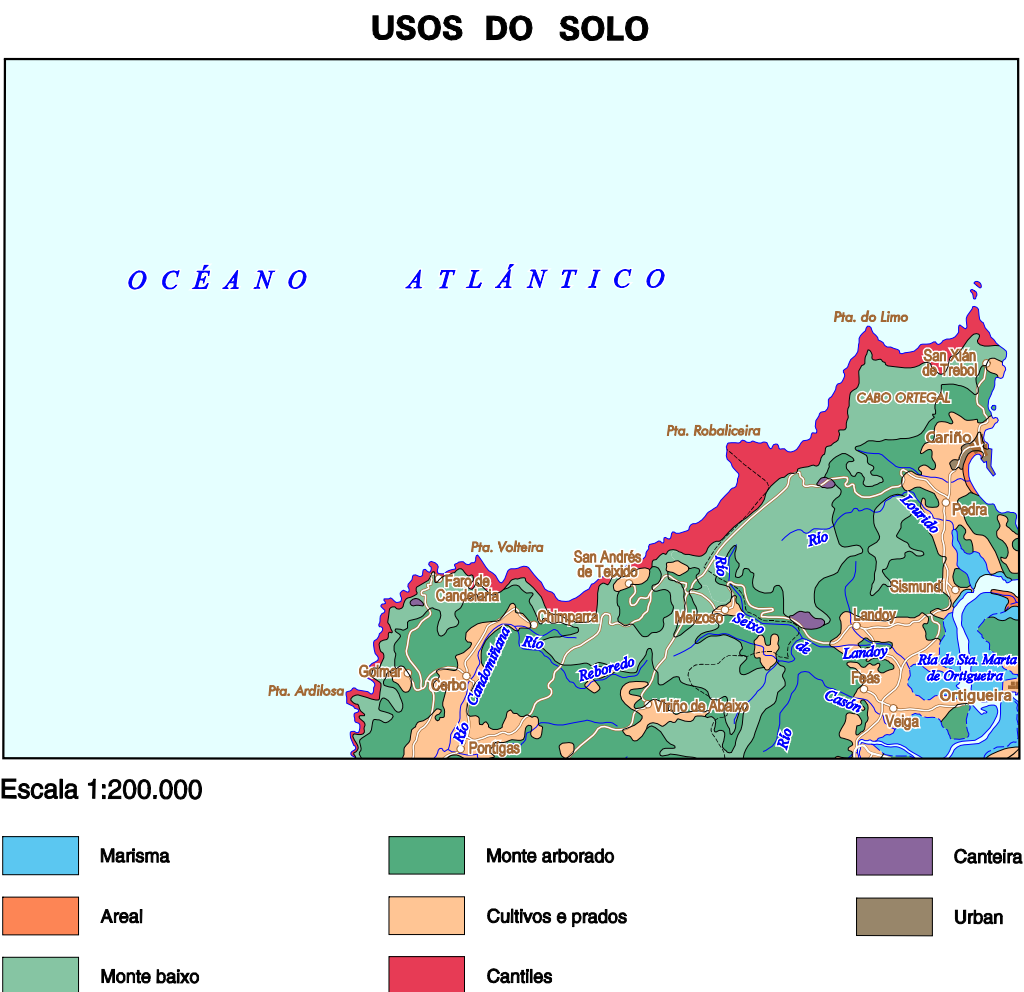 USOS DO SOLO
OCÉANO ATLÁNTICO
Pta. do Limo
San Xián
de Trebol
CABO ORTEGAL
Pta. Robaliceira
Cariño
Pedra
Lourido
Río
Pta. Volteira
San Andrés
de Teixido
Río
Faro de
Candelaria
Sismundi
Chimparra
Meizoso
Seixo
Landoy
Río
de
Landoy
Candomiñana
Reboredo
Ría de Sta. Marta
de Ortigueira
Goimar
Cerbo
Feás
Pta. Ardilosa
Ortigueira
Casón
Viriño de Abaixo
Veiga
Río
Río
Pontigas
Escala 1:200.000
Marisma
Monte arborado
Canteira
Areal
Cultivos e prados
Urban
Monte baixo
Cantiles